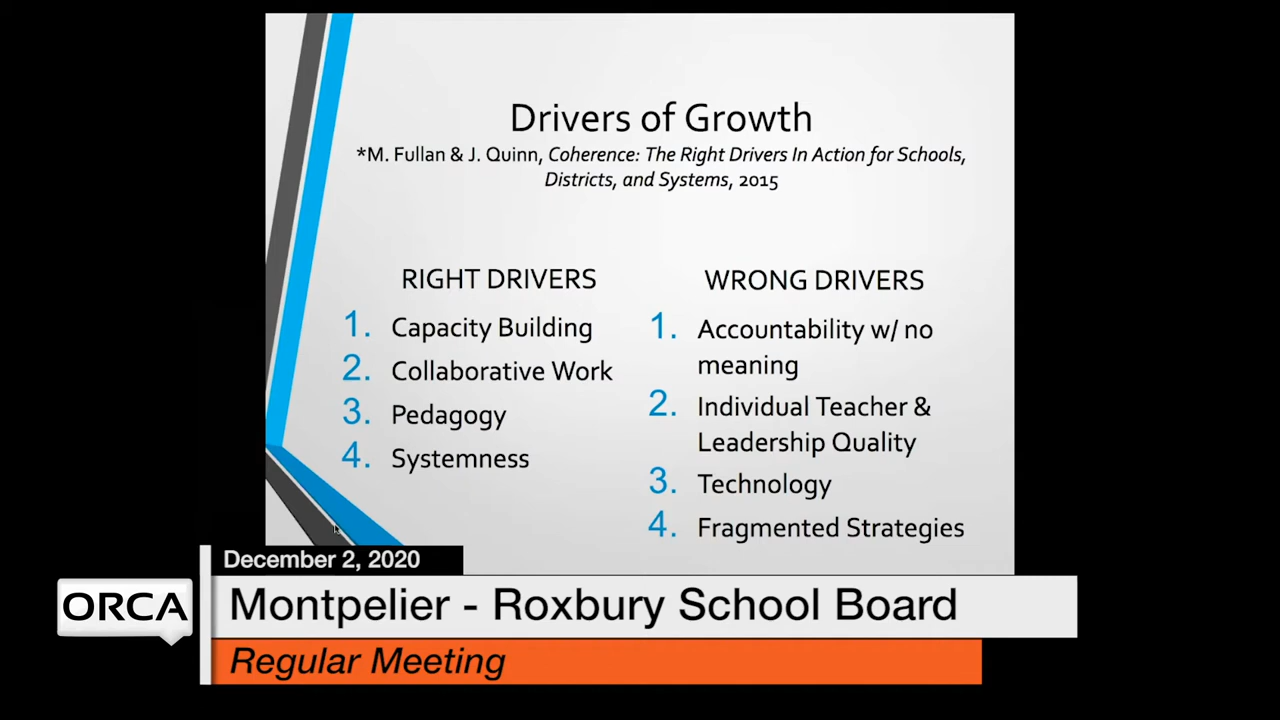 Drivers of Growth
*M. Fullan & J. Quinn, Coherence: The Right Drivers In Action for Schools,
Districts, and Systems, 2015
RIGHT DRIVERS
1. Capacity Building
2. Collaborative Work
3. Pedagogy
4. Systemness
WRONG DRIVERS
1. Accountability w/ no
meaning
2. Individual Teacher &
Leadership Quality
3. Technology
4. Fragmented Strategies
December 2, 2020
ORCA
Montpelier - Roxbury School Board
Regular Meeting